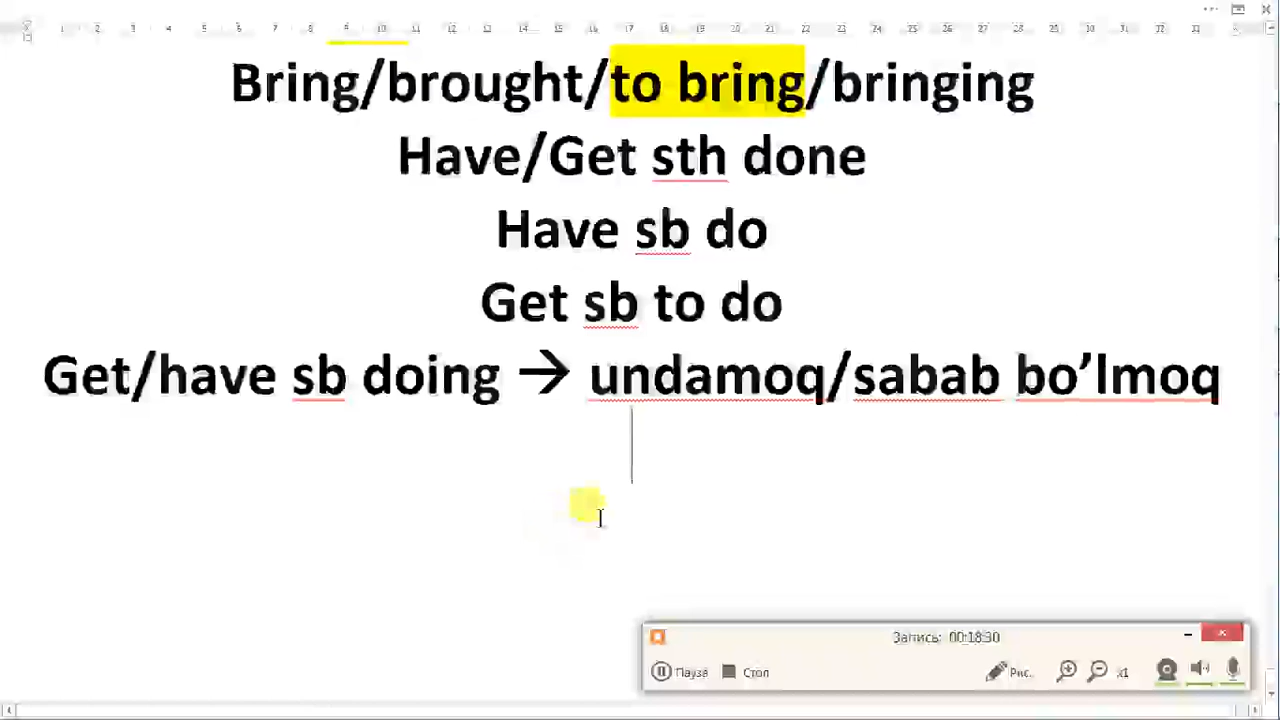 Bring/brought/to bring/bringing
Have/Get sth done
Have sb do
Get sb to do
Get/have sb doing → undamoq/sabab bo’lmoq
Запись: 00:18:30
Пауза Стоп Рис. x1